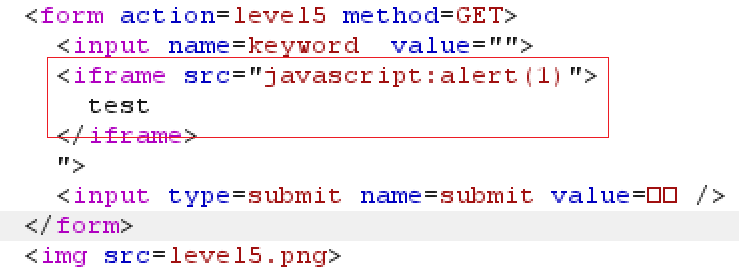 <form action=level5 method=GET>
<input name=keyword  value="">
<iframe src="javascript:alert(1)">
test
</iframe>
">
<input type=submit name=submit value=□□ />
</form>
<img src=level5.png>